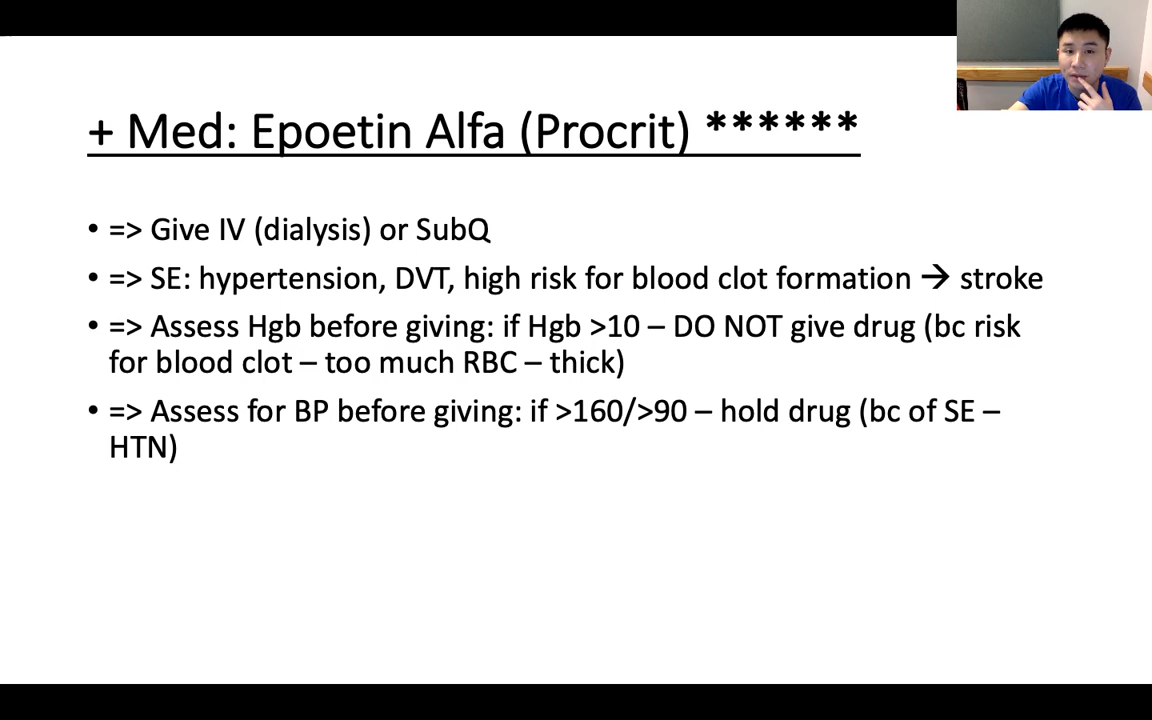 + Med: Epoetin Alfa (Procrit) ******
• => Give IV (dialysis) or SubQ
• => SE: hypertension, DVT, high risk for blood clot formation → stroke
• => Assess Hgb before giving: if Hgb >10 – DO NOT give drug (bc risk
for blood clot – too much RBC – thick)
• => Assess for BP before giving: if >160/>90 – hold drug (bc of SE –
HTN)